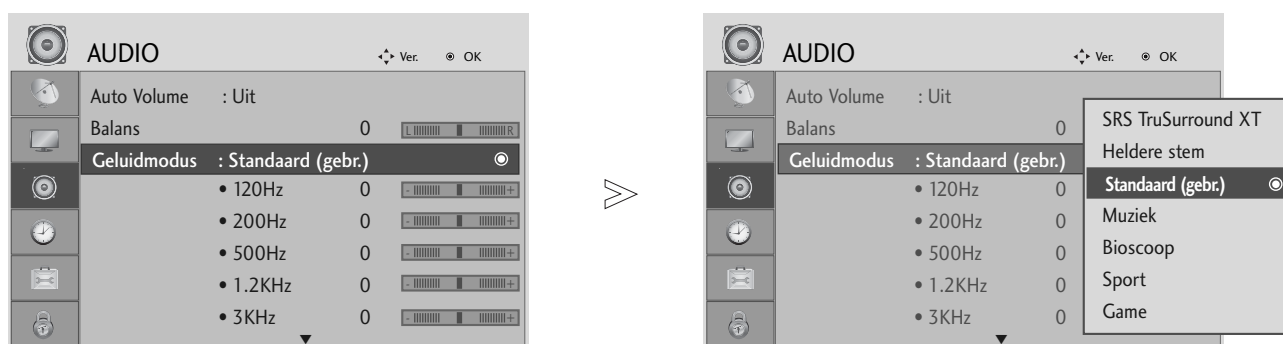 AUDIO
Ver. OK
Auto Volume : Uit
Balans 0 L R
Geluidmodus : Standaard (gebr.)
• 120Hz 0 - +
• 200Hz 0 - +
• 500Hz 0 - +
• 1.2KHz 0 - +
• 3KHz 0 - +
AUDIO
Ver. OK
Auto Volume : Uit
Balans 0
Geluidmodus : Standaard (gebr.)
• 120Hz 0
• 200Hz 0
• 500Hz 0
• 1.2KHz 0
• 3KHz 0
SRS TruSurround XT
Heldere stem
Standaard (gebr.)
Muziek
Bioscoop
Sport
Game